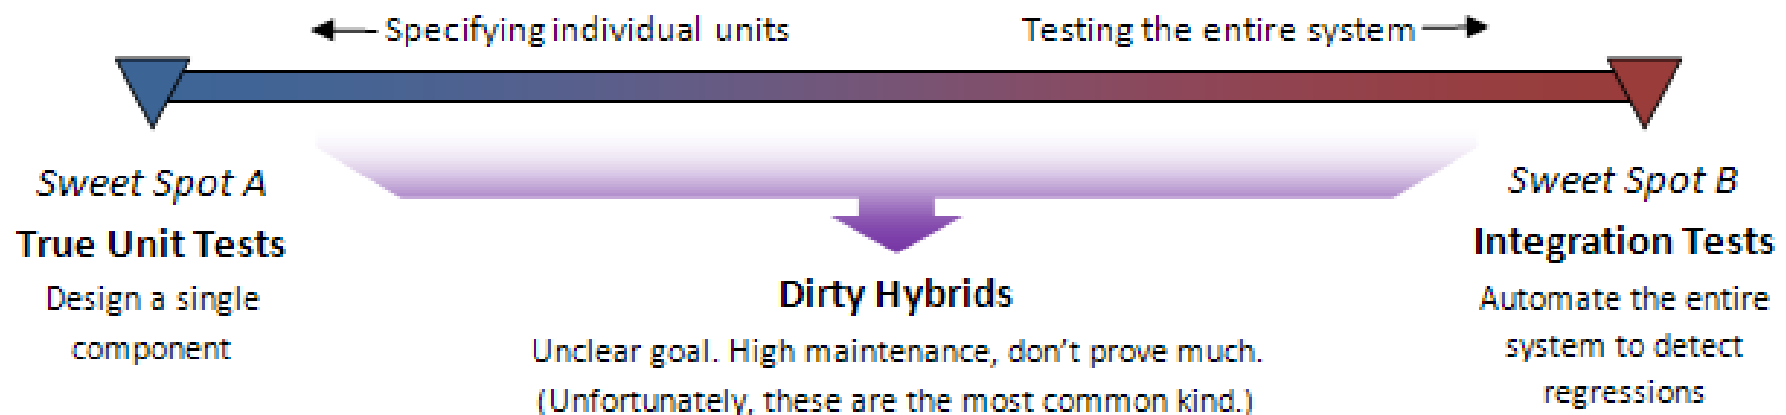 Specifying individual units
Testing the entire system
Sweet Spot A
True Unit Tests
Design a single
component
Dirty Hybrids
Unclear goal. High maintenance, don't prove much.
(Unfortunately, these are the most common kind.)
Sweet Spot B
Integration Tests
Automate the entire
system to detect
regressions